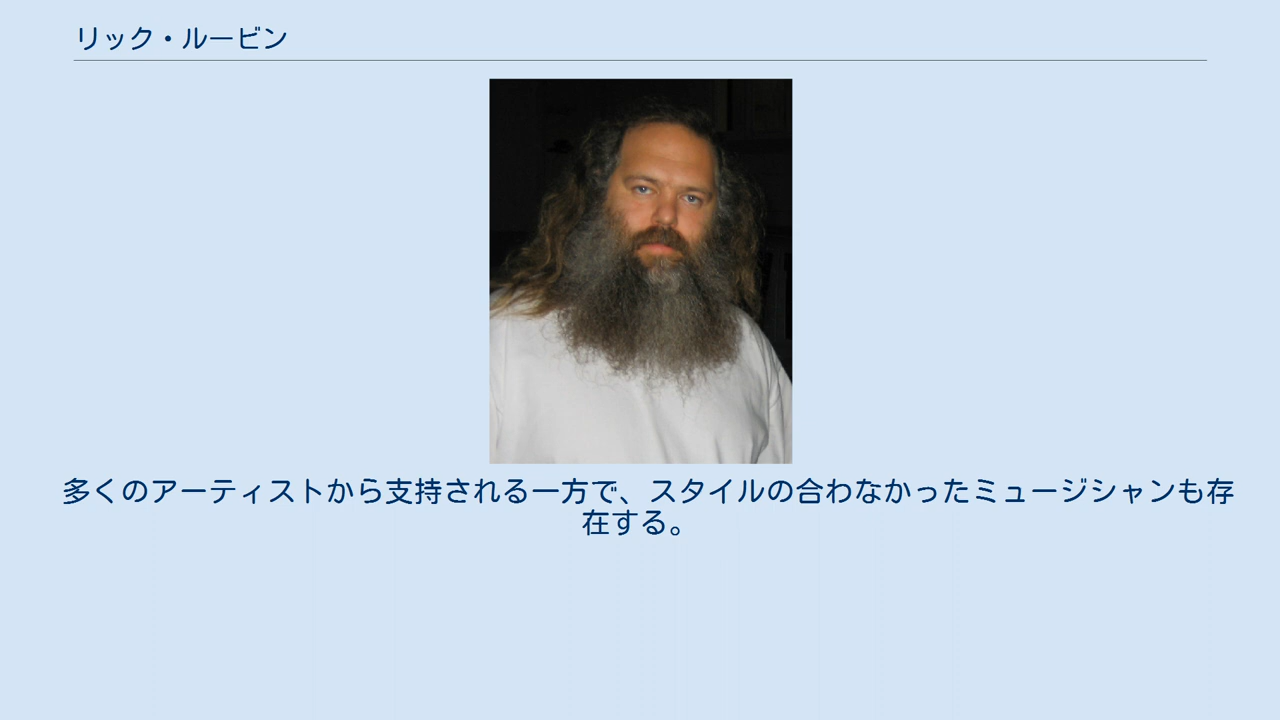 リック・ルービン
多くのアーティストから支持される一方で、スタイルの合わなかったミュージシャンも存
在する。